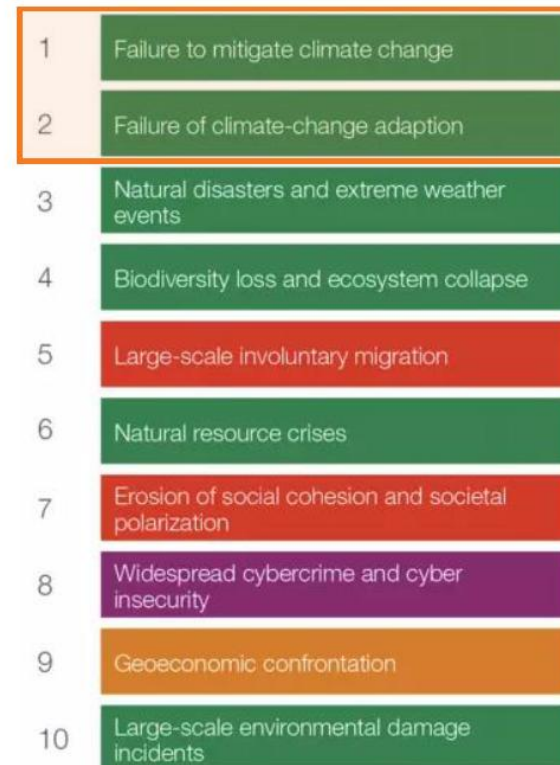 1 Failure to mitigate climate change
2 Failure of climate-change adaption
3 Natural disasters and extreme weather
events
4 Biodiversity loss and ecosystem collapse
5 Large-scale involuntary migration
6 Natural resource crises
7 Erosion of social cohesion and societal
polarization
8 Widespread cybercrime and cyber
insecurity
9 Geoeconomic confrontation
10 Large-scale environmental damage
incidents